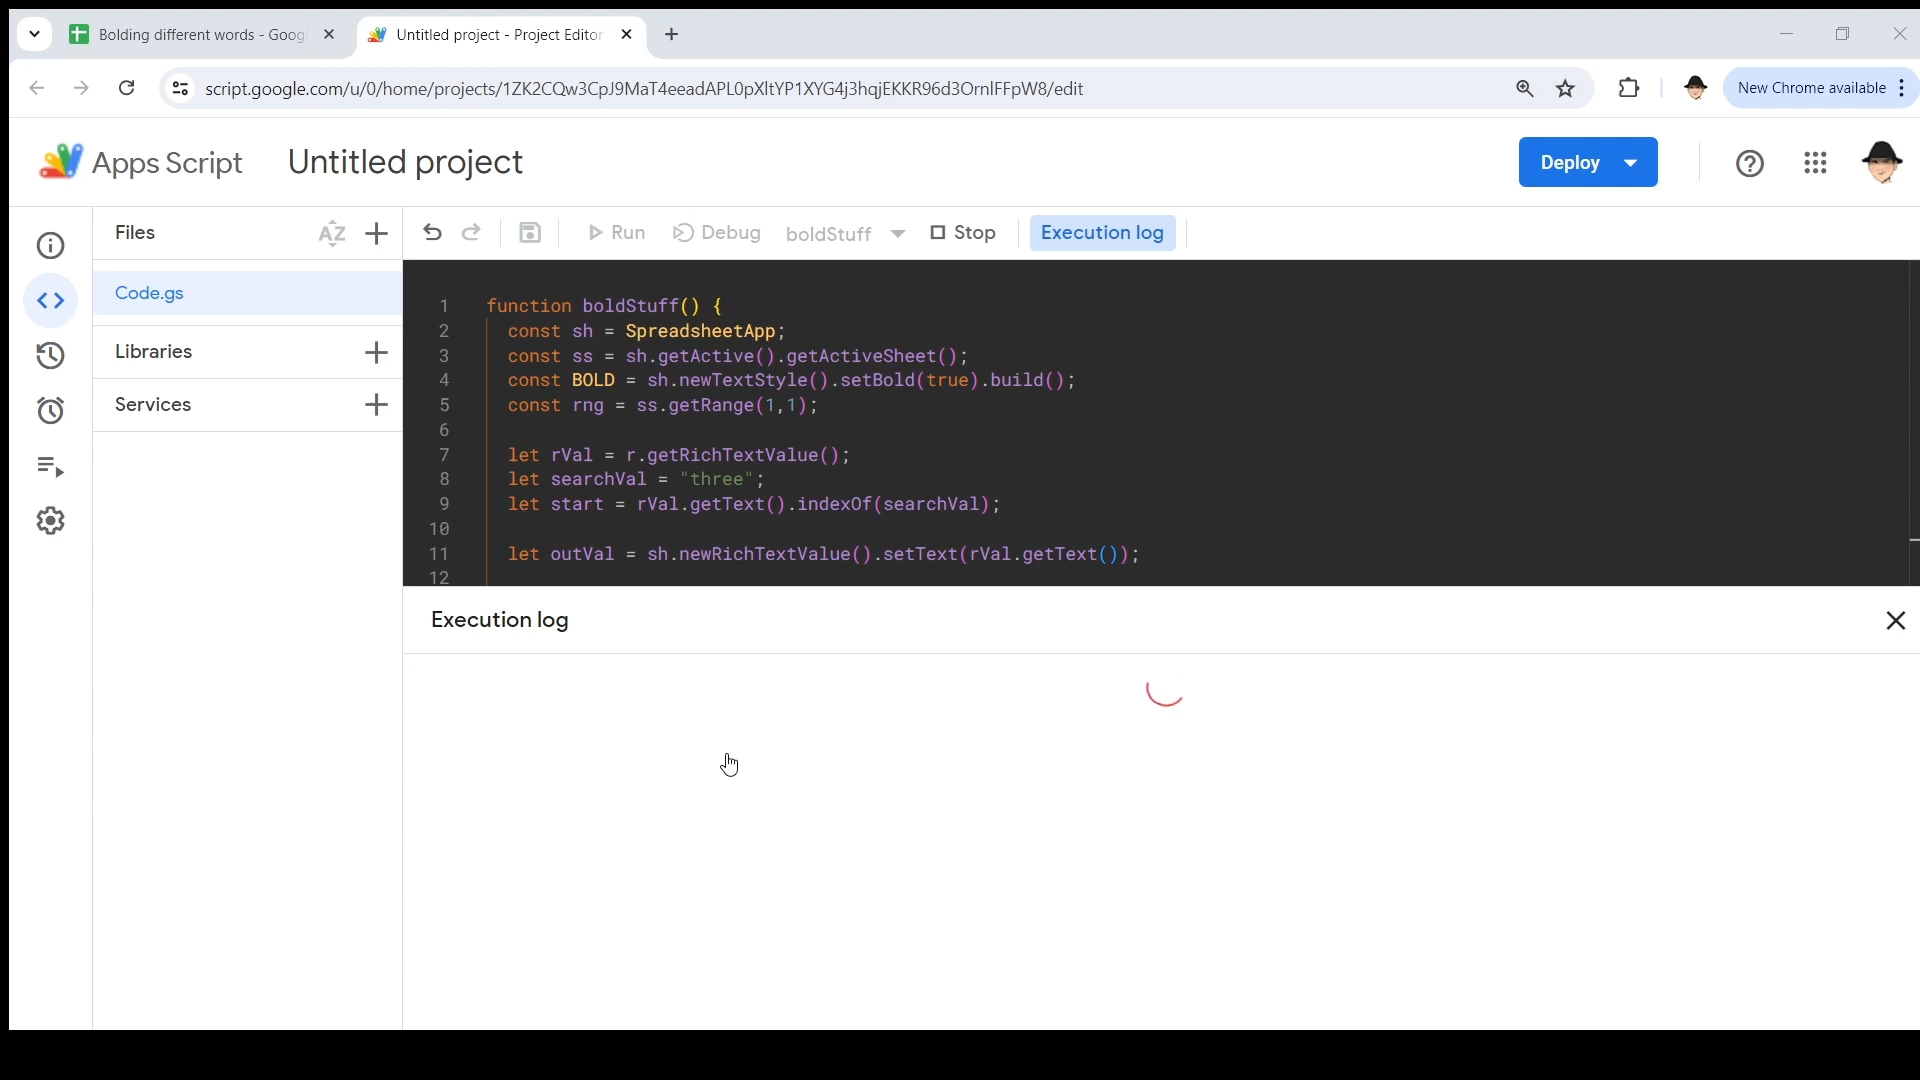 Bolding different words - Goog
Untitled project - Project Editor
script.google.com/u/0/home/projects/1ZK2CQw3CpJ9MaT4eeadAPL0pXltYP1XYG4j3hqjEKKR96d3OrnlFFpW8/edit
New Chrome available
Apps Script
Untitled project
Deploy
Files
AZ
Run
Debug
boldStuff
Stop
Execution log
Code.gs
Libraries
Services
1 function boldStuff() {
2 const sh = SpreadsheetApp;
3 const ss = sh.getActive().getActiveSheet();
4 const BOLD = sh.newTextStyle().setBold(true).build();
5 const rng = ss.getRange(1,1);
6
7 let rVal = r.getRichTextValue();
8 let searchVal = "three";
9 let start = rVal.getText().indexOf(searchVal);
10
11 let outVal = sh.newRichTextValue().setText(rVal.getText());
12
Execution log